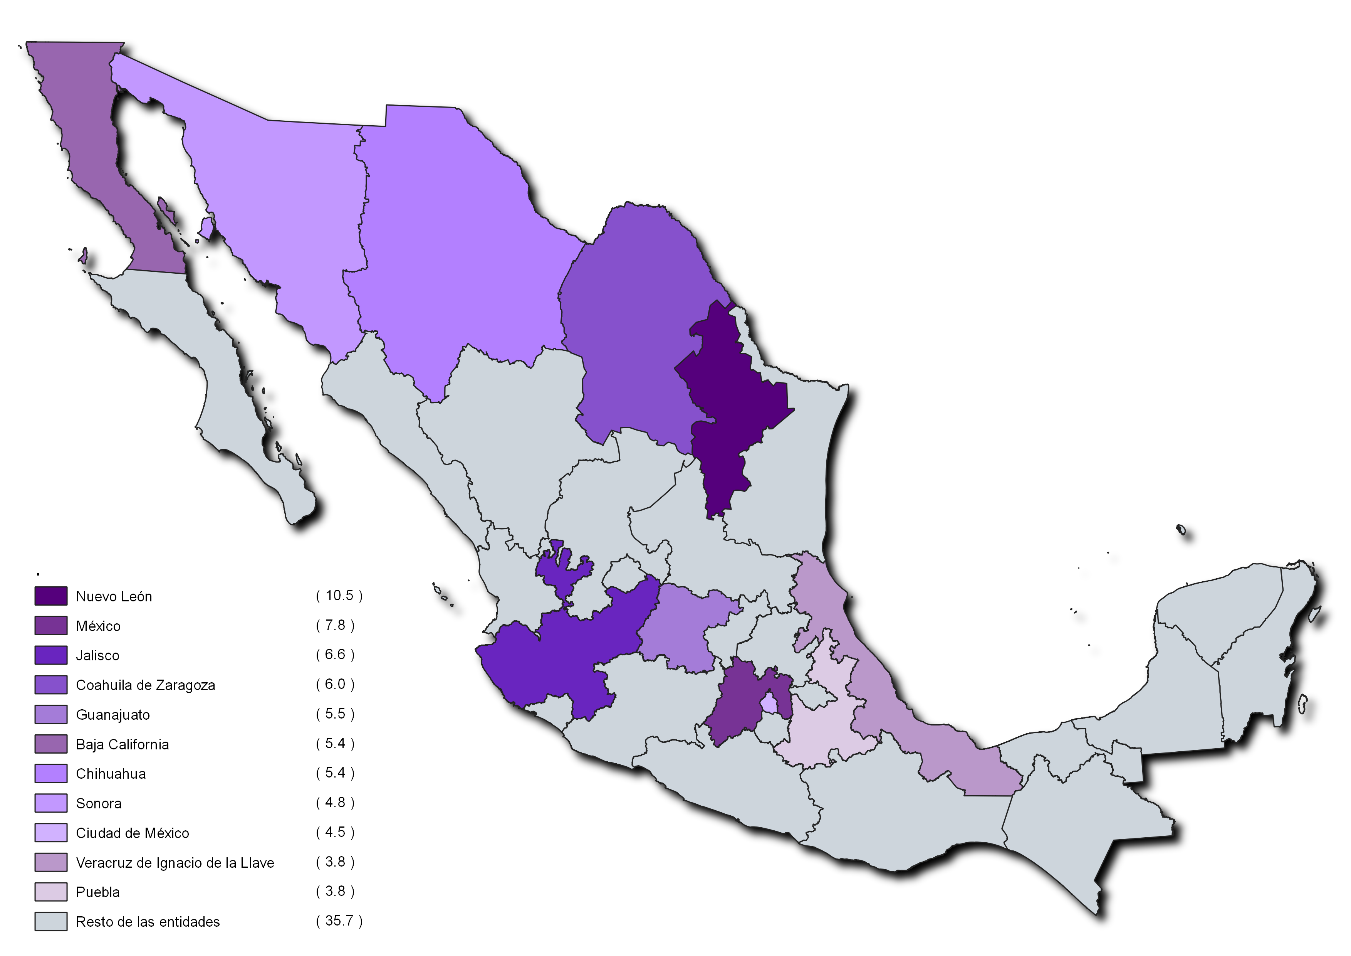 Nuevo León ( 10.5 )
México ( 7.8 )
Jalisco ( 6.6 )
Coahuila de Zaragoza ( 6.0 )
Guanajuato ( 5.5 )
Baja California ( 5.4 )
Chihuahua ( 5.4 )
Sonora ( 4.8 )
Ciudad de México ( 4.5 )
Veracruz de Ignacio de la Llave ( 3.8 )
Puebla ( 3.8 )
Resto de las entidades ( 35.7 )